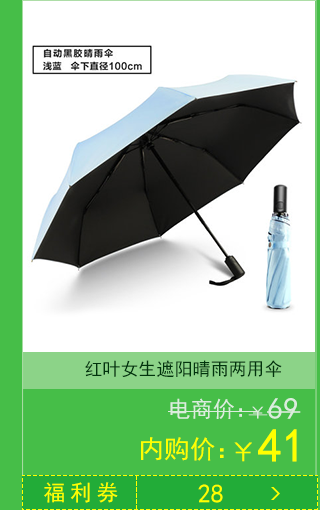 自动黑胶晴雨伞
浅蓝 伞下直径100cm
红叶女生遮阳晴雨两用伞
电商价:¥69
内购价:¥41
福利券 28 >